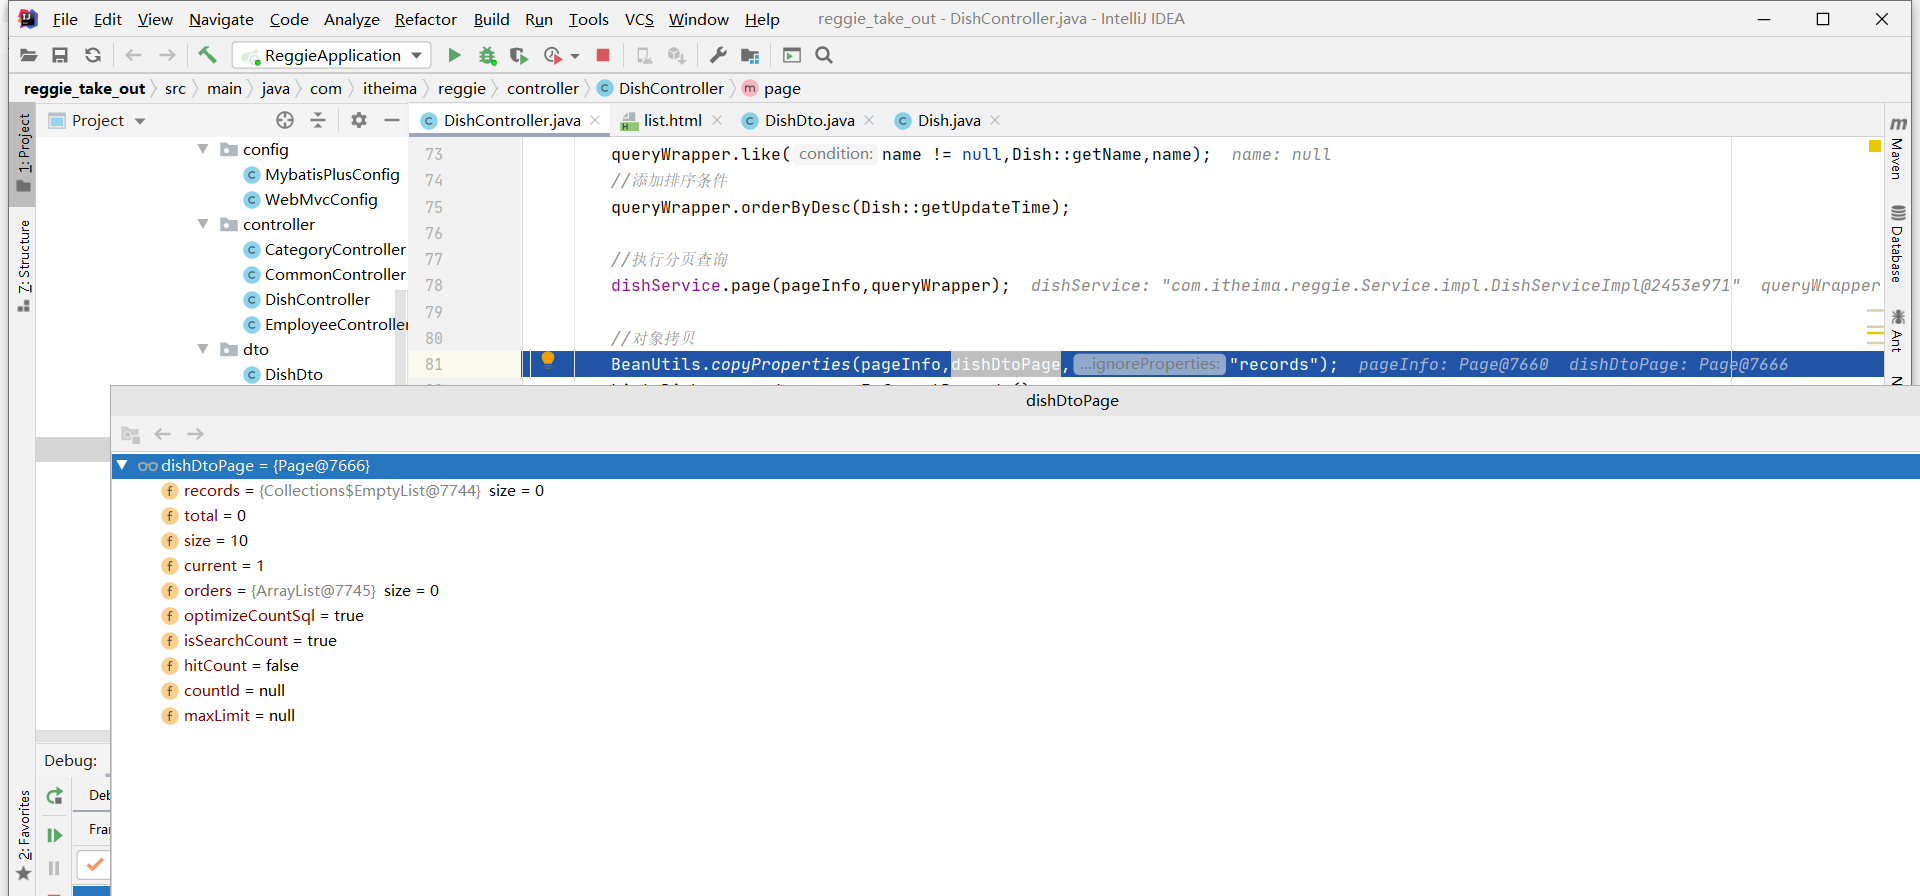 File Edit View Navigate Code Analyze Refactor Build Run Tools VCS Window Help reggie_take_out - DishController.java - IntelliJ IDEA
ReggieApplication
reggie_take_out src main java com itheima reggie controller DishController page
Project
DishController.java list.html DishDto.java Dish.java
1: Project
Z: Structure
2: Favorites
config
MybatisPlusConfig
WebMvcConfig
controller
CategoryController
CommonController
DishController
EmployeeController
dto
DishDto
73 queryWrapper.like( condition: name != null,Dish::getName,name); name: null
74 //添加排序条件
75 queryWrapper.orderByDesc(Dish::getUpdateTime);
76
77 //执行分页查询
78 dishService.page(pageInfo,queryWrapper); dishService: "com.itheima.reggie.Service.impl.DishServiceImpl@2453e971" queryWrapper
79
80 //对象拷贝
81 BeanUtils.copyProperties(pageInfo,dishDtoPage, ...ignoreProperties: "records"); pageInfo: Page@7660 dishDtoPage: Page@7666
m Maven
Database
Ant
dishDtoPage
dishDtoPage = {Page@7666}
records = {Collections$EmptyList@7744} size = 0
total = 0
size = 10
current = 1
orders = {ArrayList@7745} size = 0
optimizeCountSql = true
isSearchCount = true
hitCount = false
countId = null
maxLimit = null
Debug:
Deb
Fra